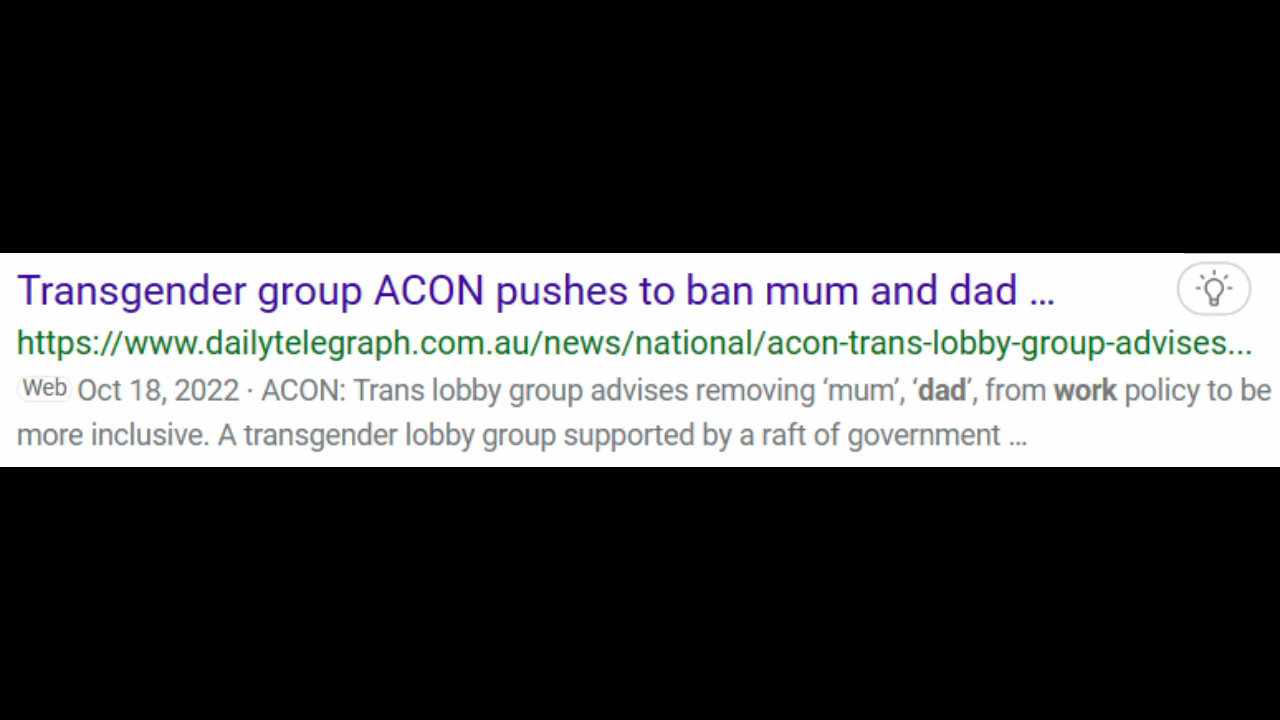 Transgender group ACON pushes to ban mum and dad ...
https://www.dailytelegraph.com.au/news/national/acon-trans-lobby-group-advises...
Web Oct 18, 2022 · ACON: Trans lobby group advises removing ‘mum’, ‘dad’, from work policy to be
more inclusive. A transgender lobby group supported by a raft of government ...